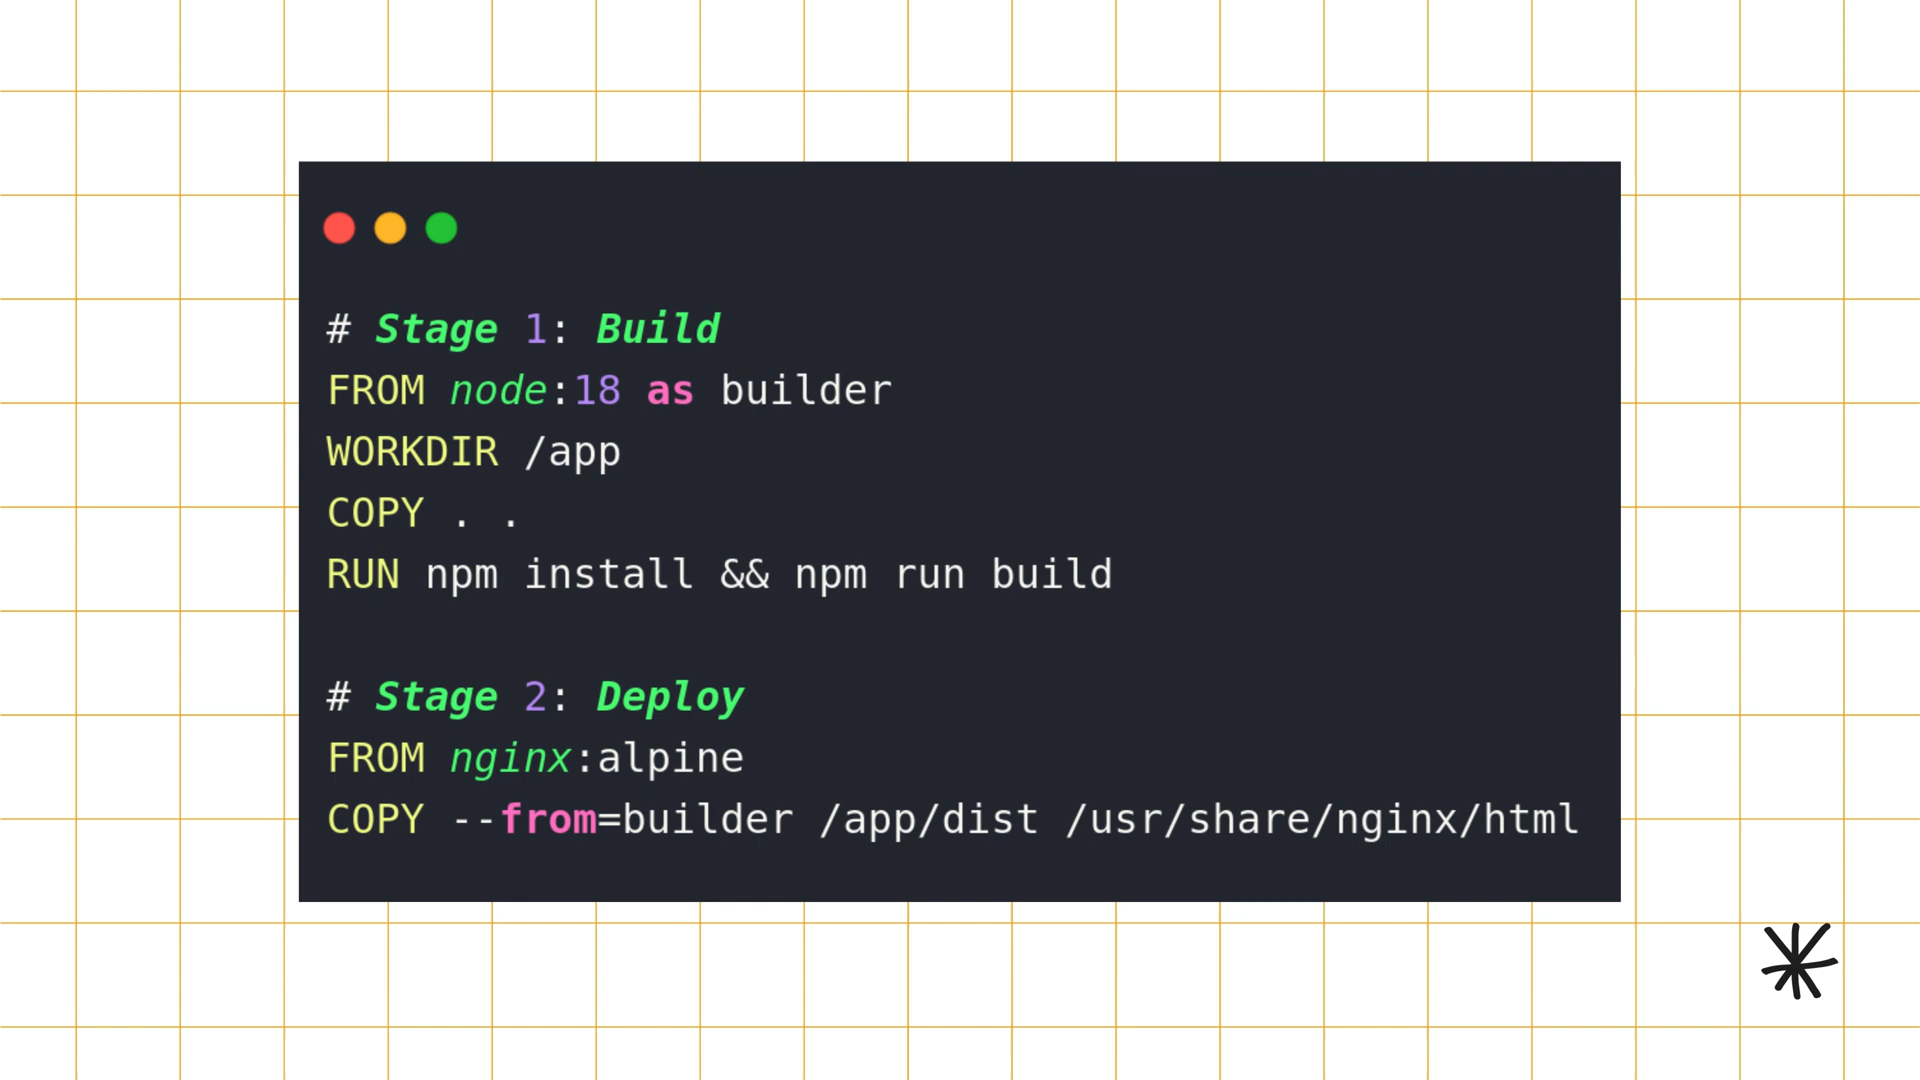 # Stage 1: Build
FROM node:18 as builder
WORKDIR /app
COPY . .
RUN npm install && npm run build
# Stage 2: Deploy
FROM nginx:alpine
COPY --from=builder /app/dist /usr/share/nginx/html